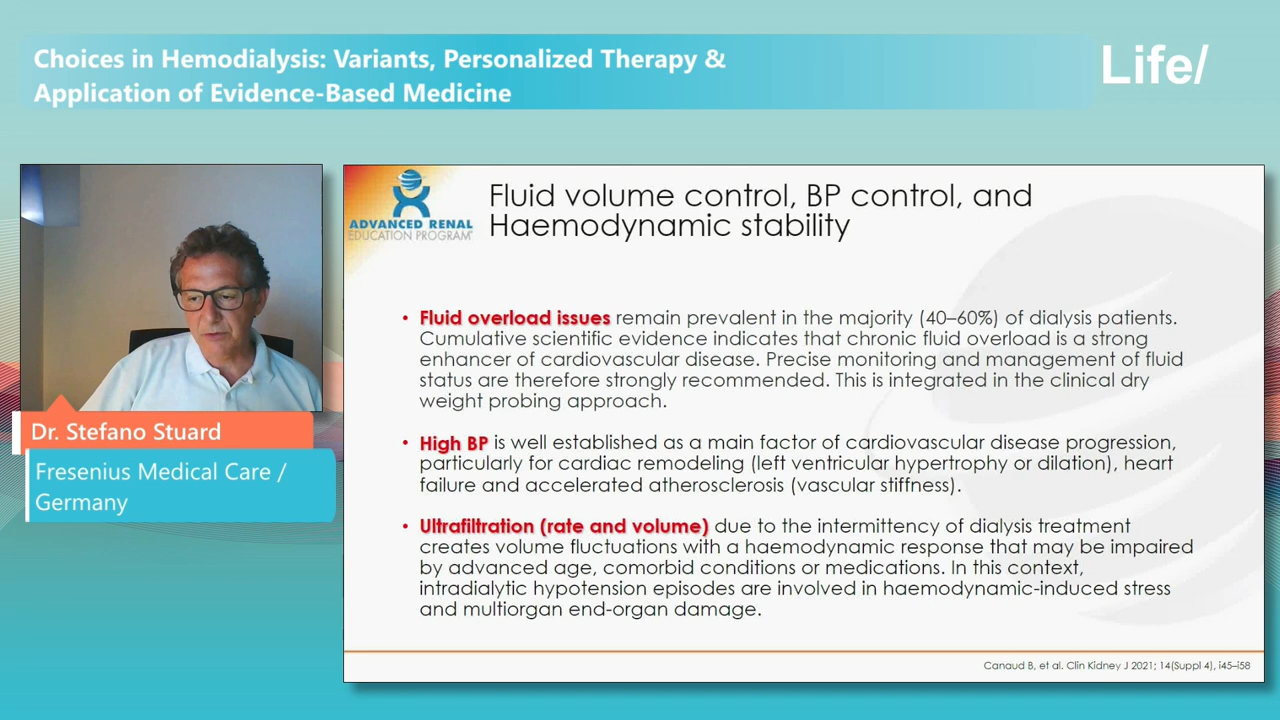 Choices in Hemodialysis: Variants, Personalized Therapy &
Application of Evidence-Based Medicine
Life/
Dr. Stefano Stuard
Fresenius Medical Care /
Germany
ADVANCED RENAL
EDUCATION PROGRAM
Fluid volume control, BP control, and
Haemodynamic stability
• Fluid overload issues remain prevalent in the majority (40–60%) of dialysis patients.
Cumulative scientific evidence indicates that chronic fluid overload is a strong
enhancer of cardiovascular disease. Precise monitoring and management of fluid
status are therefore strongly recommended. This is integrated in the clinical dry
weight probing approach.
• High BP is well established as a main factor of cardiovascular disease progression,
particularly for cardiac remodeling (left ventricular hypertrophy or dilation), heart
failure and accelerated atherosclerosis (vascular stiffness).
• Ultrafiltration (rate and volume) due to the intermittency of dialysis treatment
creates volume fluctuations with a haemodynamic response that may be impaired
by advanced age, comorbid conditions or medications. In this context,
intradialytic hypotension episodes are involved in haemodynamic-induced stress
and multiorgan end-organ damage.
Canaud B, et al. Clin Kidney J 2021; 14(Suppl 4), i45–i58